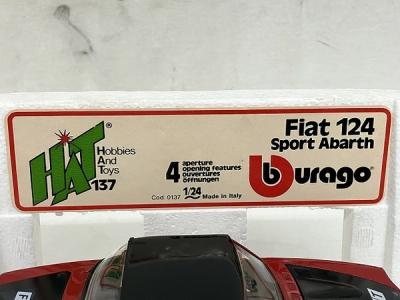 HAT®
Hobbies
And
Toys
137
4 aperture
opening features
ouvertures
öffnungen
Cod. 0137 1/24 Made in Italy
Fiat 124
Sport Abarth
burago®
F